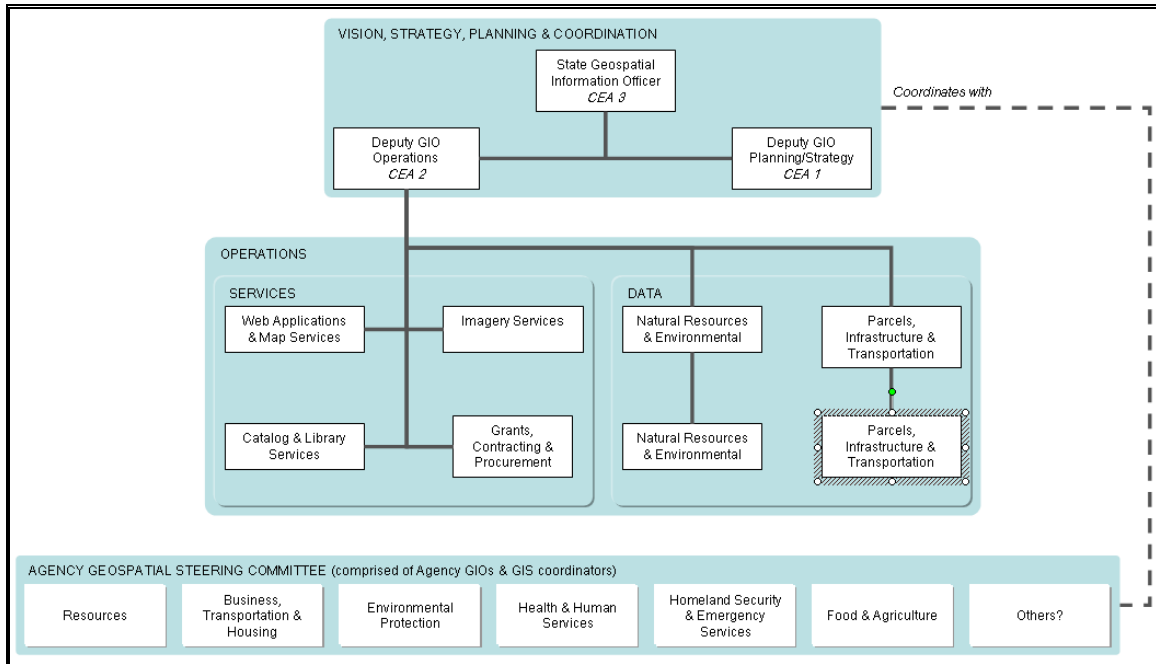 VISION, STRATEGY, PLANNING & COORDINATION
State Geospatial
Information Officer
CEA 3
Coordinates with
Deputy GIO
Operations
CEA 2
Deputy GIO
Planning/Strategy
CEA 1
OPERATIONS
SERVICES
Web Applications
& Map Services
Imagery Services
Catalog & Library
Services
Grants,
Contracting &
Procurement
DATA
Natural Resources
& Environmental
Parcels,
Infrastructure &
Transportation
Natural Resources
& Environmental
Parcels,
Infrastructure &
Transportation
AGENCY GEOSPATIAL STEERING COMMITTEE (comprised of Agency GIOs & GIS coordinators)
Resources
Business,
Transportation &
Housing
Environmental
Protection
Health & Human
Services
Homeland Security
& Emergency
Services
Food & Agriculture
Others?